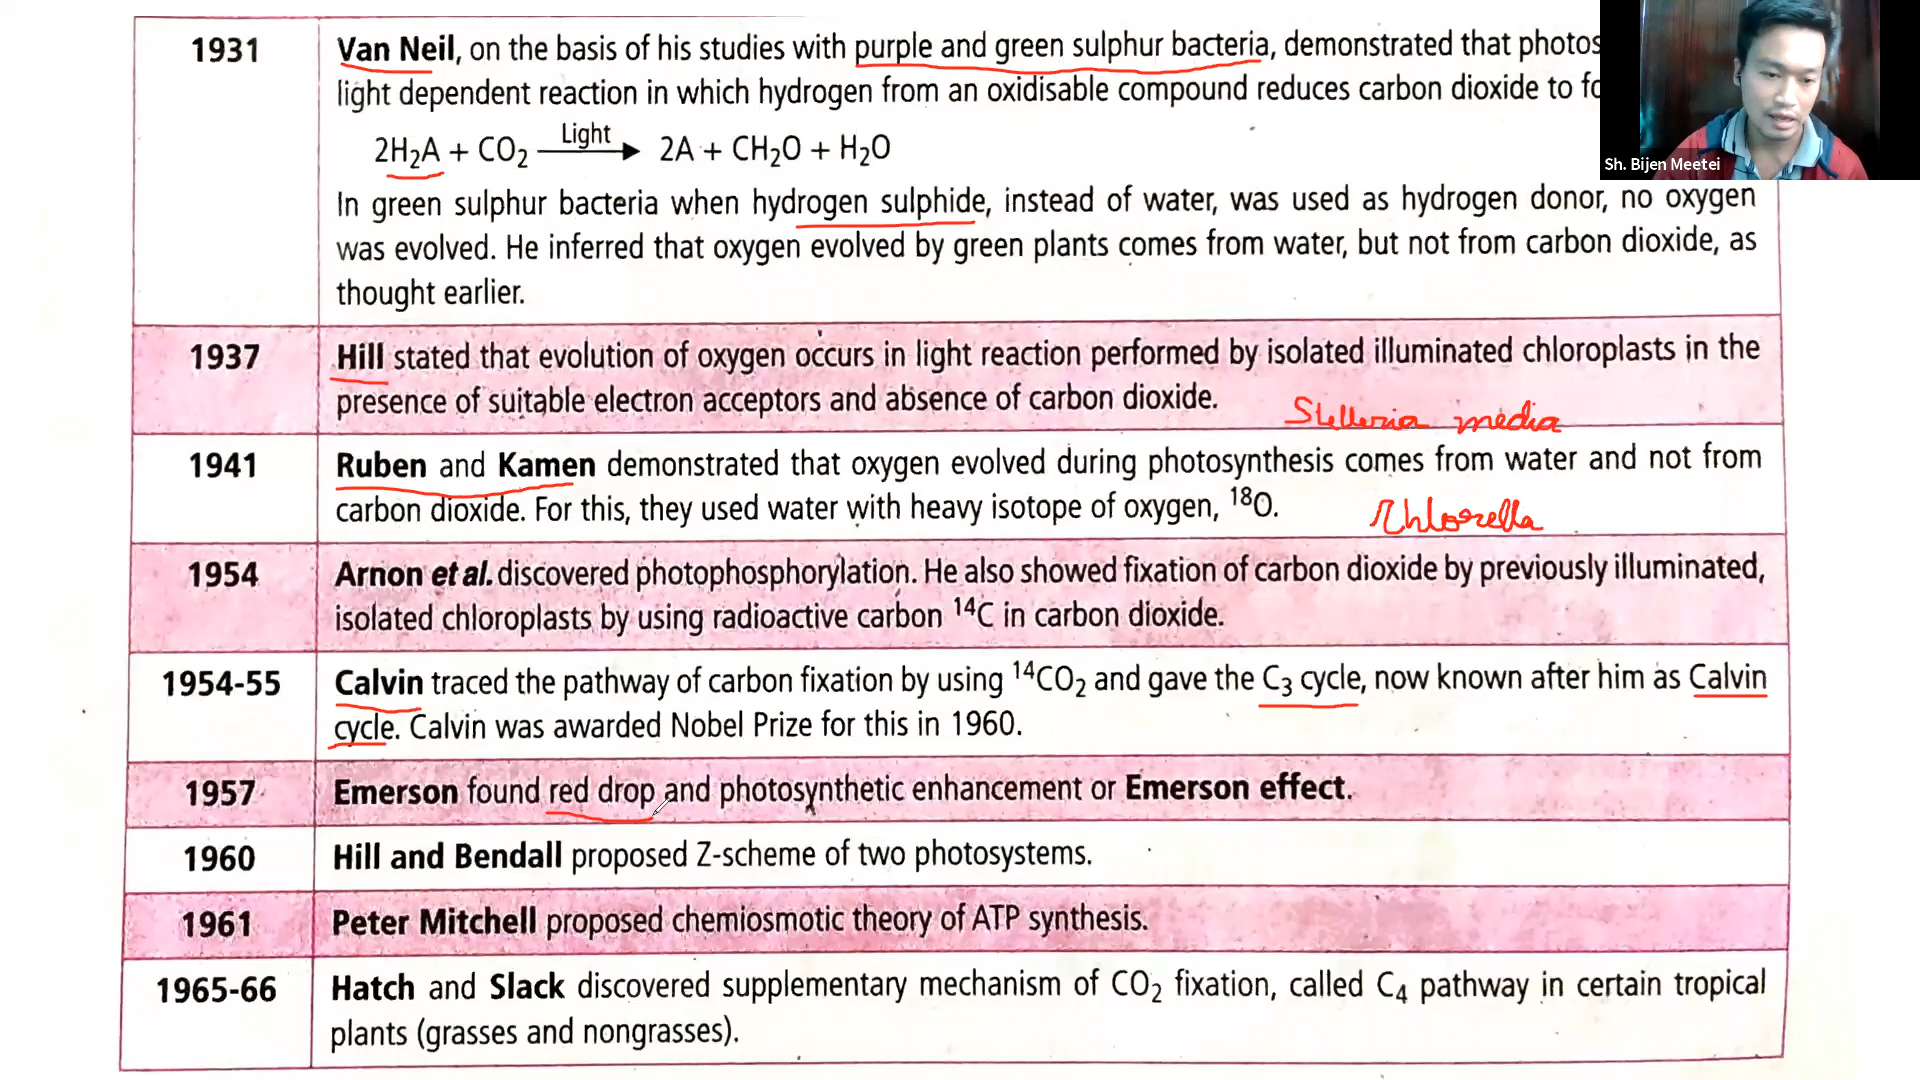 1931
Van Neil, on the basis of his studies with purple and green sulphur bacteria, demonstrated that photos
light dependent reaction in which hydrogen from an oxidisable compound reduces carbon dioxide to fo
2H₂A + CO₂ Light → 2A + CH₂O + H₂O
In green sulphur bacteria when hydrogen sulphide, instead of water, was used as hydrogen donor, no oxygen
was evolved. He inferred that oxygen evolved by green plants comes from water, but not from carbon dioxide, as
thought earlier.
Sh. Bijen Meetei
1937
Hill stated that evolution of oxygen occurs in light reaction performed by isolated illuminated chloroplasts in the
presence of suitable electron acceptors and absence of carbon dioxide.
Stelleria media
1941
Ruben and Kamen demonstrated that oxygen evolved during photosynthesis comes from water and not from
carbon dioxide. For this, they used water with heavy isotope of oxygen, ¹⁸O.
Chlorella
1954
Arnon et al. discovered photophosphorylation. He also showed fixation of carbon dioxide by previously illuminated,
isolated chloroplasts by using radioactive carbon ¹⁴C in carbon dioxide.
1954-55
Calvin traced the pathway of carbon fixation by using ¹⁴CO₂ and gave the C₃ cycle, now known after him as Calvin
cycle. Calvin was awarded Nobel Prize for this in 1960.
1957
Emerson found red drop and photosynthetic enhancement or Emerson effect.
1960
Hill and Bendall proposed Z-scheme of two photosystems.
1961
Peter Mitchell proposed chemiosmotic theory of ATP synthesis.
1965-66
Hatch and Slack discovered supplementary mechanism of CO₂ fixation, called C₄ pathway in certain tropical
plants (grasses and nongrasses).